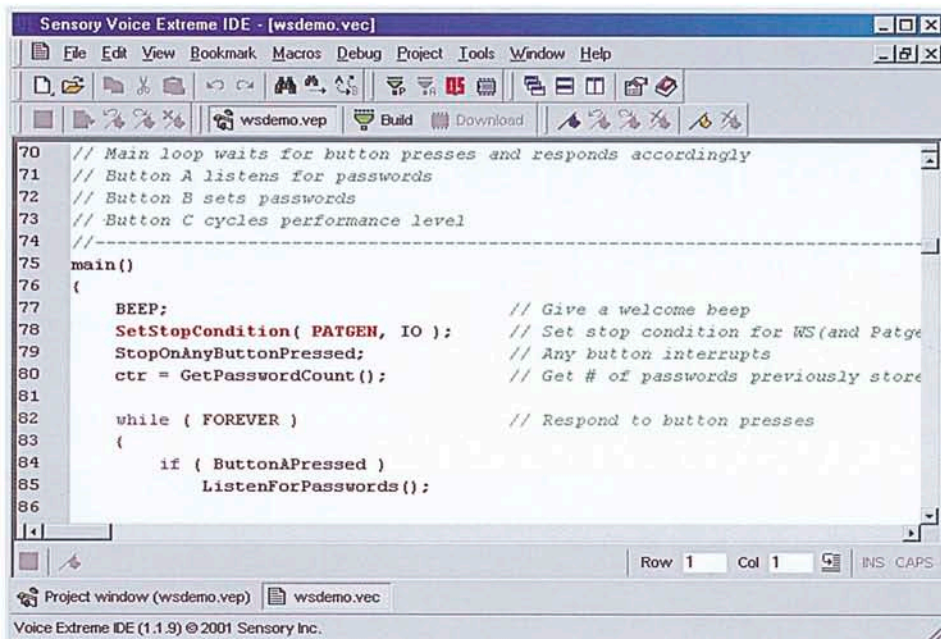 Sensory Voice Extreme IDE - [wsdemo.vec]
File Edit View Bookmark Macros Debug Project Tools Window Help
wsdemo.vep Build Download
70 // Main loop waits for button presses and responds accordingly
71 // Button A listens for passwords
72 // Button B sets passwords
73 // Button C cycles performance level
74 //--------------------------------------------------------------------------
75 main()
76 {
77 BEEP; // Give a welcome beep
78 SetStopCondition( PATGEN, IO ); // Set stop condition for WS(and Patge
79 StopOnAnyButtonPressed; // Any button interrupts
80 ctr = GetPasswordCount(); // Get # of passwords previously store
81
82 while ( FOREVER ) // Respond to button presses
83 {
84 if ( ButtonAPressed )
85 ListenForPasswords();
86
Row 1 Col 1 INS CAPS
Project window (wsdemo.vep) wsdemo.vec
Voice Extreme IDE (1.1.9) © 2001 Sensory Inc.